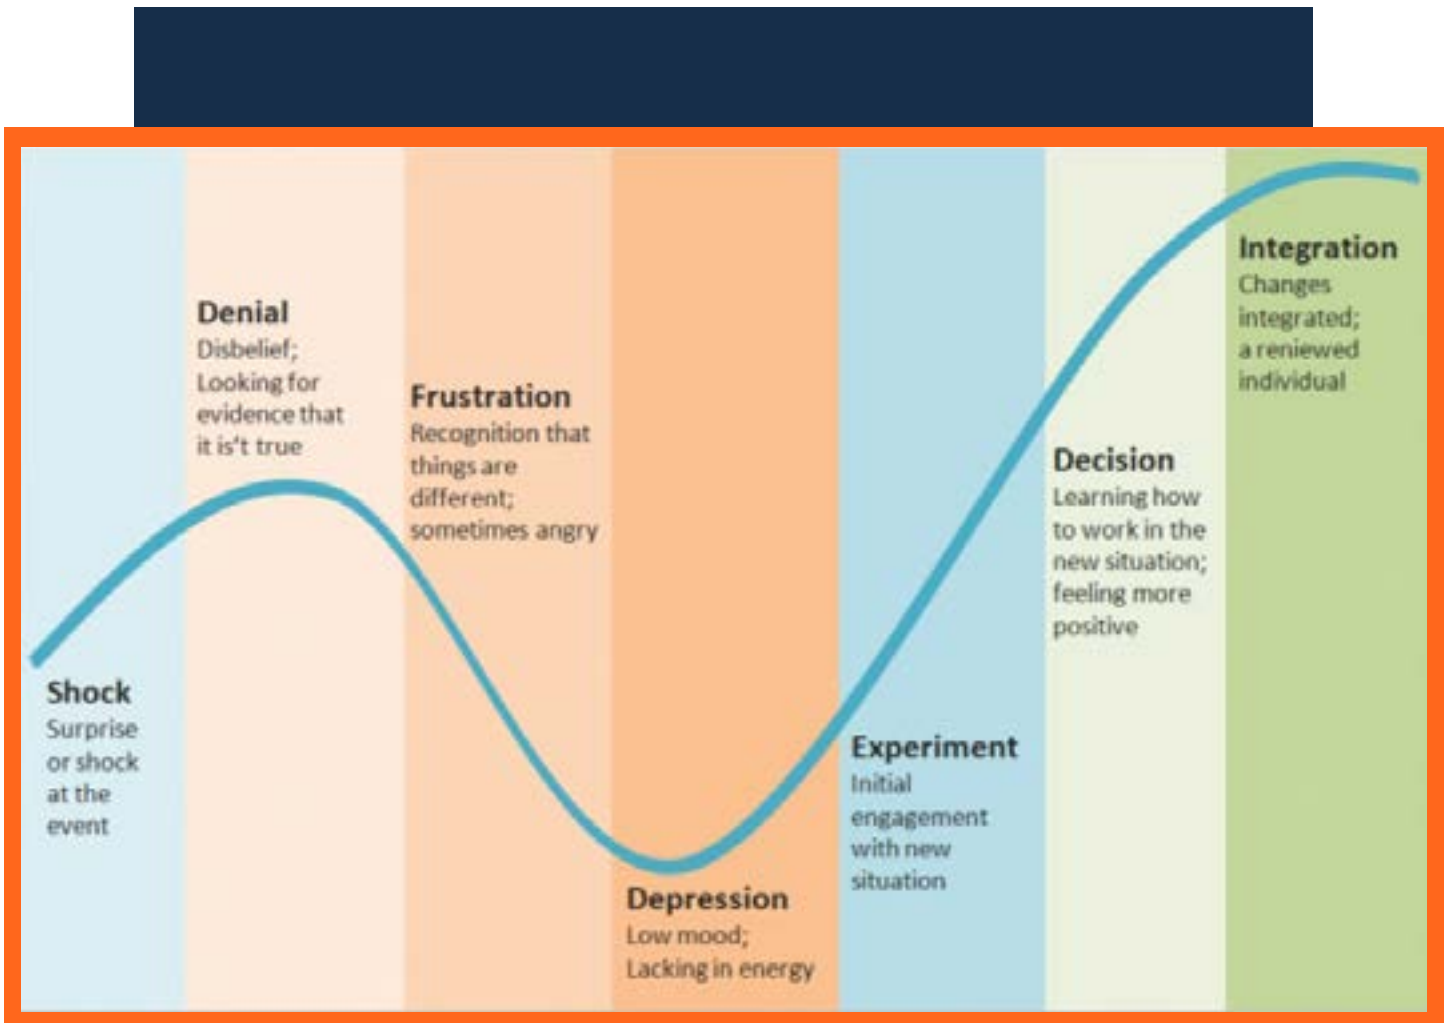 Shock
Surprise
or shock
at the
event
Denial
Disbelief;
Looking for
evidence that
it is't true
Frustration
Recognition that
things are
different;
sometimes angry
Depression
Low mood;
Lacking in energy
Experiment
Initial
engagement
with new
situation
Decision
Learning how
to work in the
new situation;
feeling more
positive
Integration
Changes
integrated;
a reniewed
individual